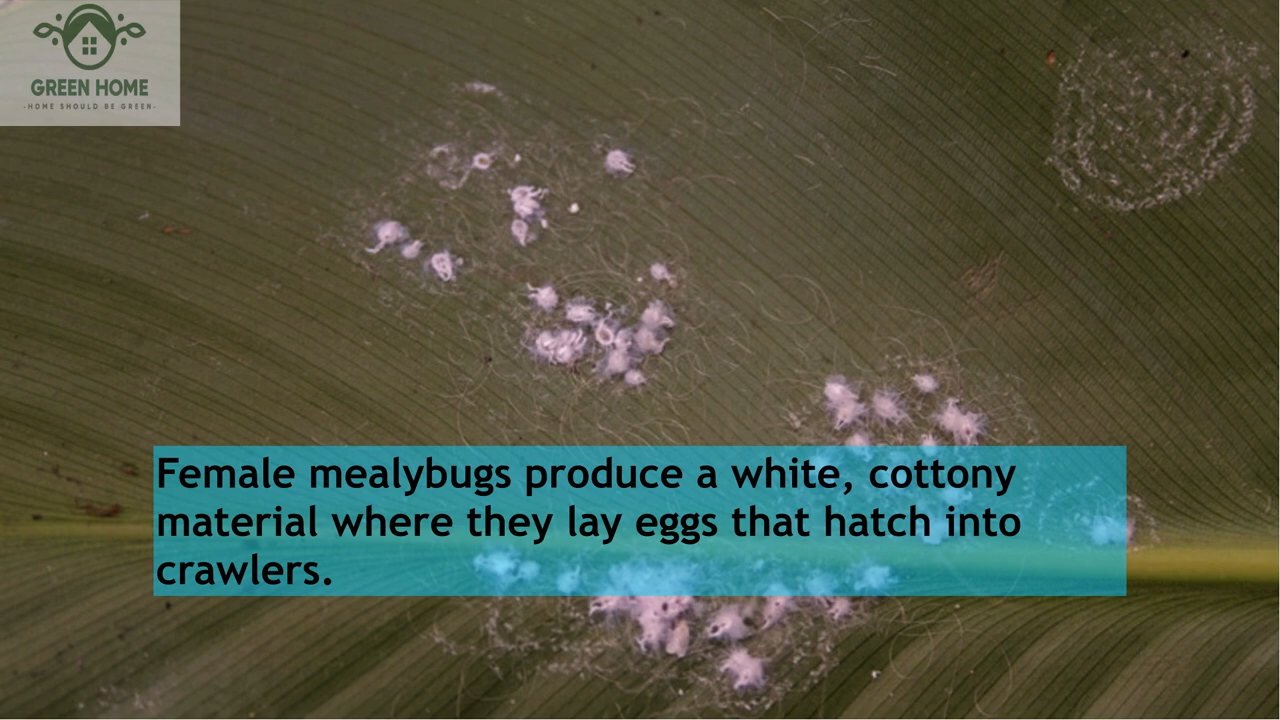 GREEN HOME
-HOME SHOULD BE GREEN-
Female mealybugs produce a white, cottony
material where they lay eggs that hatch into
crawlers.